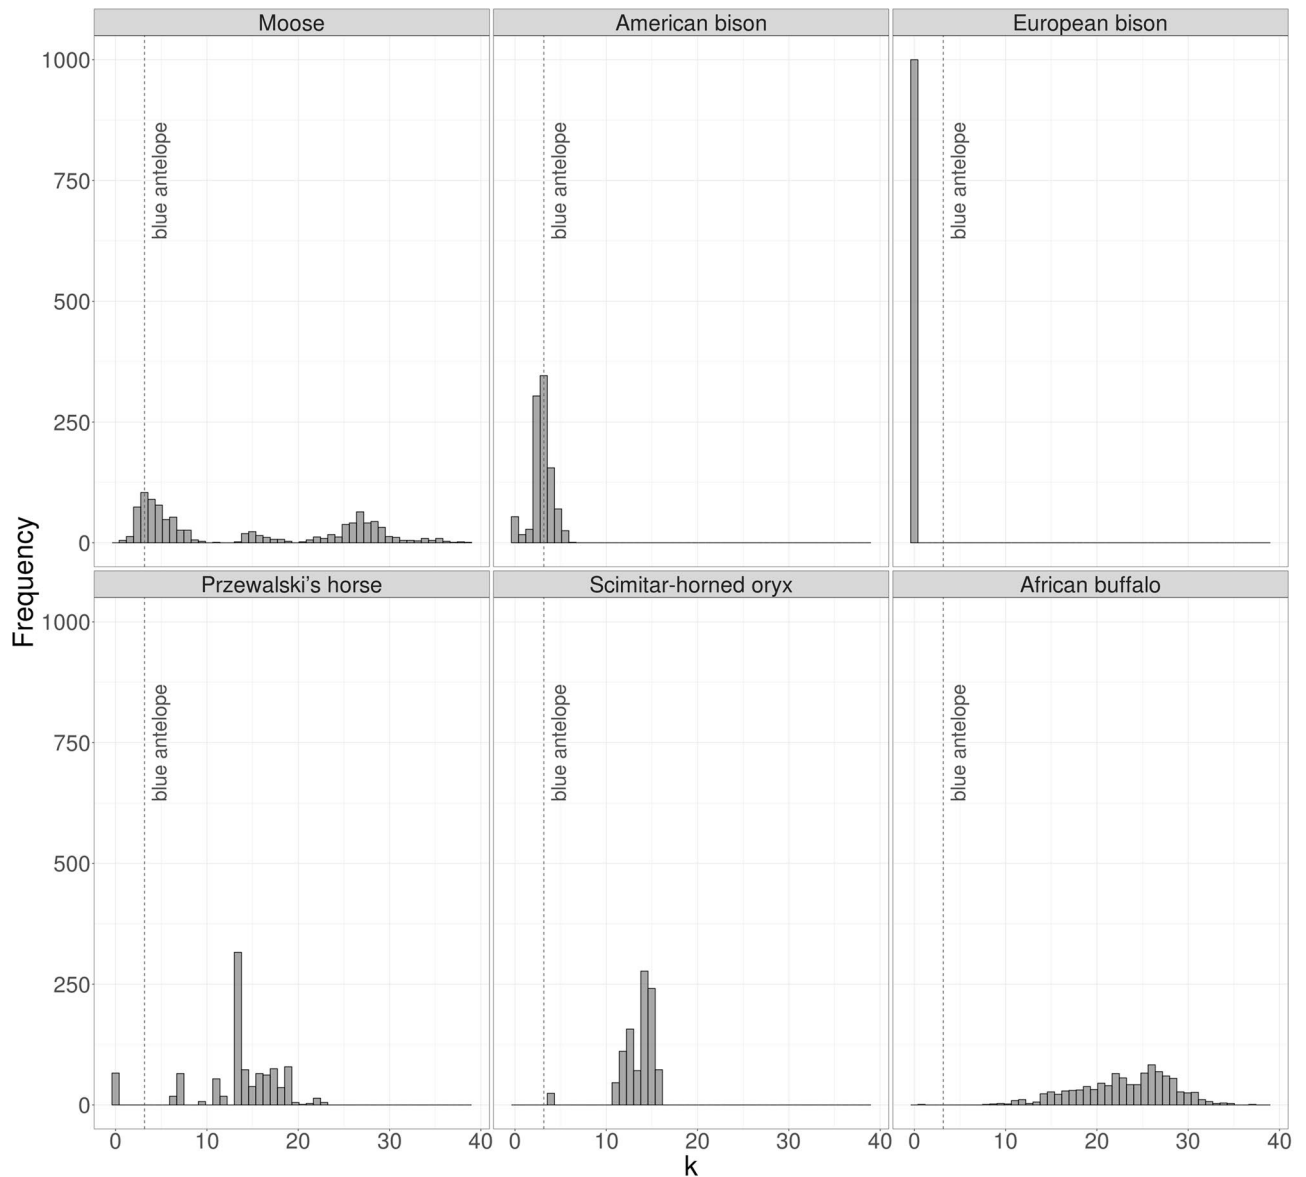 Moose
American bison
European bison
1000
750
500
250
0
blue antelope
blue antelope
blue antelope
Frequency
Przewalski's horse
Scimitar-horned oryx
African buffalo
1000
750
500
250
0
blue antelope
blue antelope
blue antelope
0 10 20 30 40
0 10 20 30 40
0 10 20 30 40
k